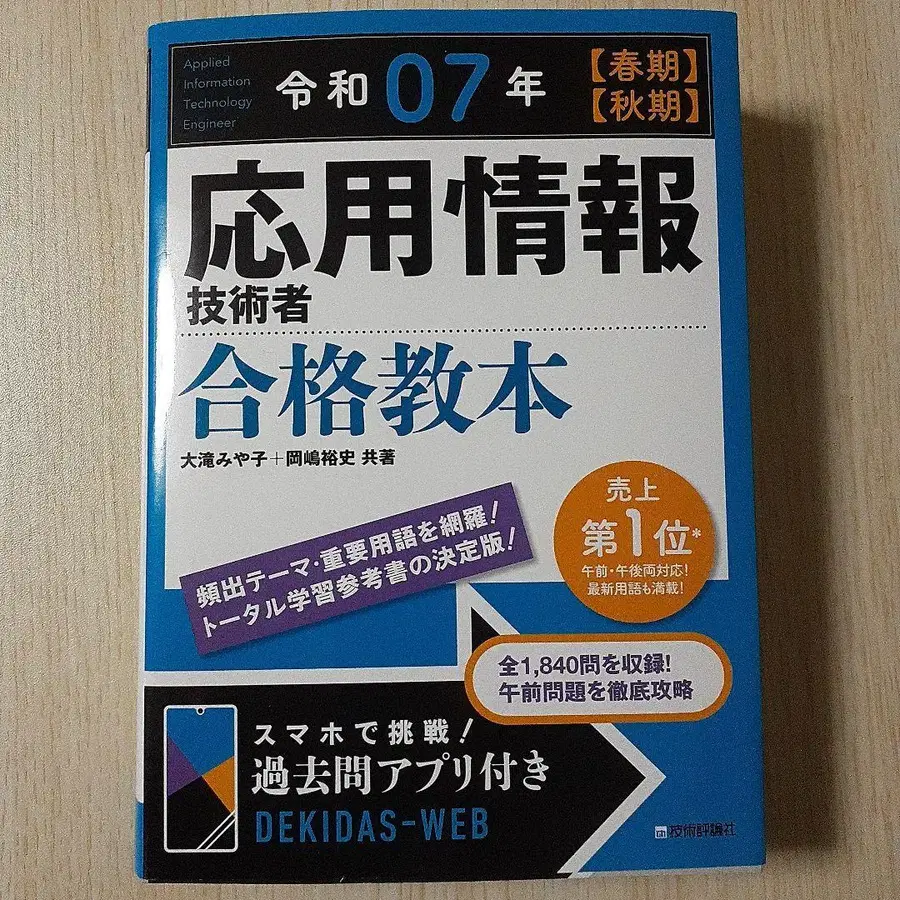 Applied
Information
Technology
Engineer
令和07年
【春期】
【秋期】
応用情報
技術者
合格教本
大滝みや子+岡嶋裕史 共著
売上
第1位*
午前・午後両対応!
最新用語も満載!
頻出テーマ・重要用語を網羅!
トータル学習参考書の決定版!
全1,840問を収録!
午前問題を徹底攻略
スマホで挑戦!
過去問アプリ付き
DEKIDAS-WEB
技術評論社